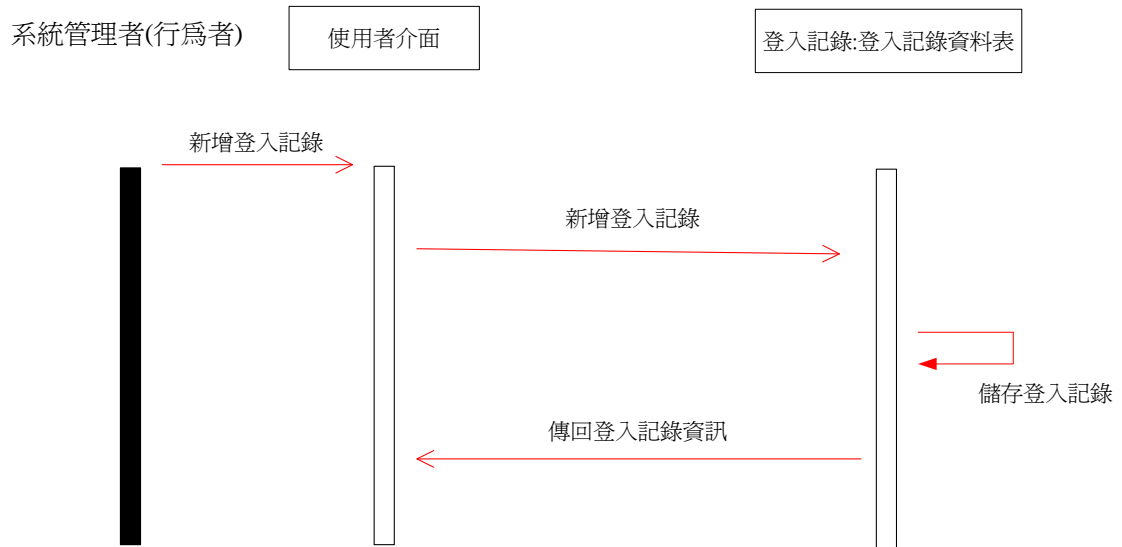 系統管理者(行爲者)
使用者介面
登入記錄:登入記錄資料表
新增登入記錄
新增登入記錄
儲存登入記錄
傳回登入記錄資訊